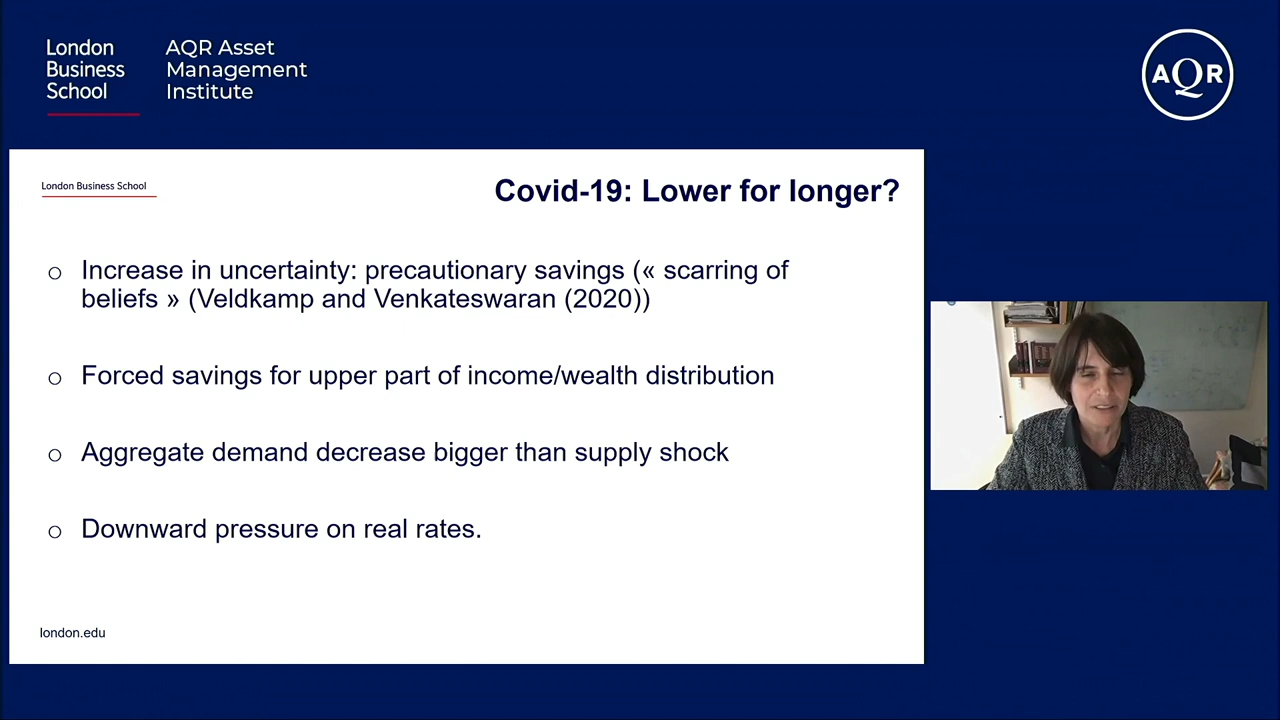 London
Business
School
AQR Asset
Management
Institute
AQR
London Business School
Covid-19: Lower for longer?
o Increase in uncertainty: precautionary savings (« scarring of
beliefs » (Veldkamp and Venkateswaran (2020))
o Forced savings for upper part of income/wealth distribution
o Aggregate demand decrease bigger than supply shock
o Downward pressure on real rates.
london.edu